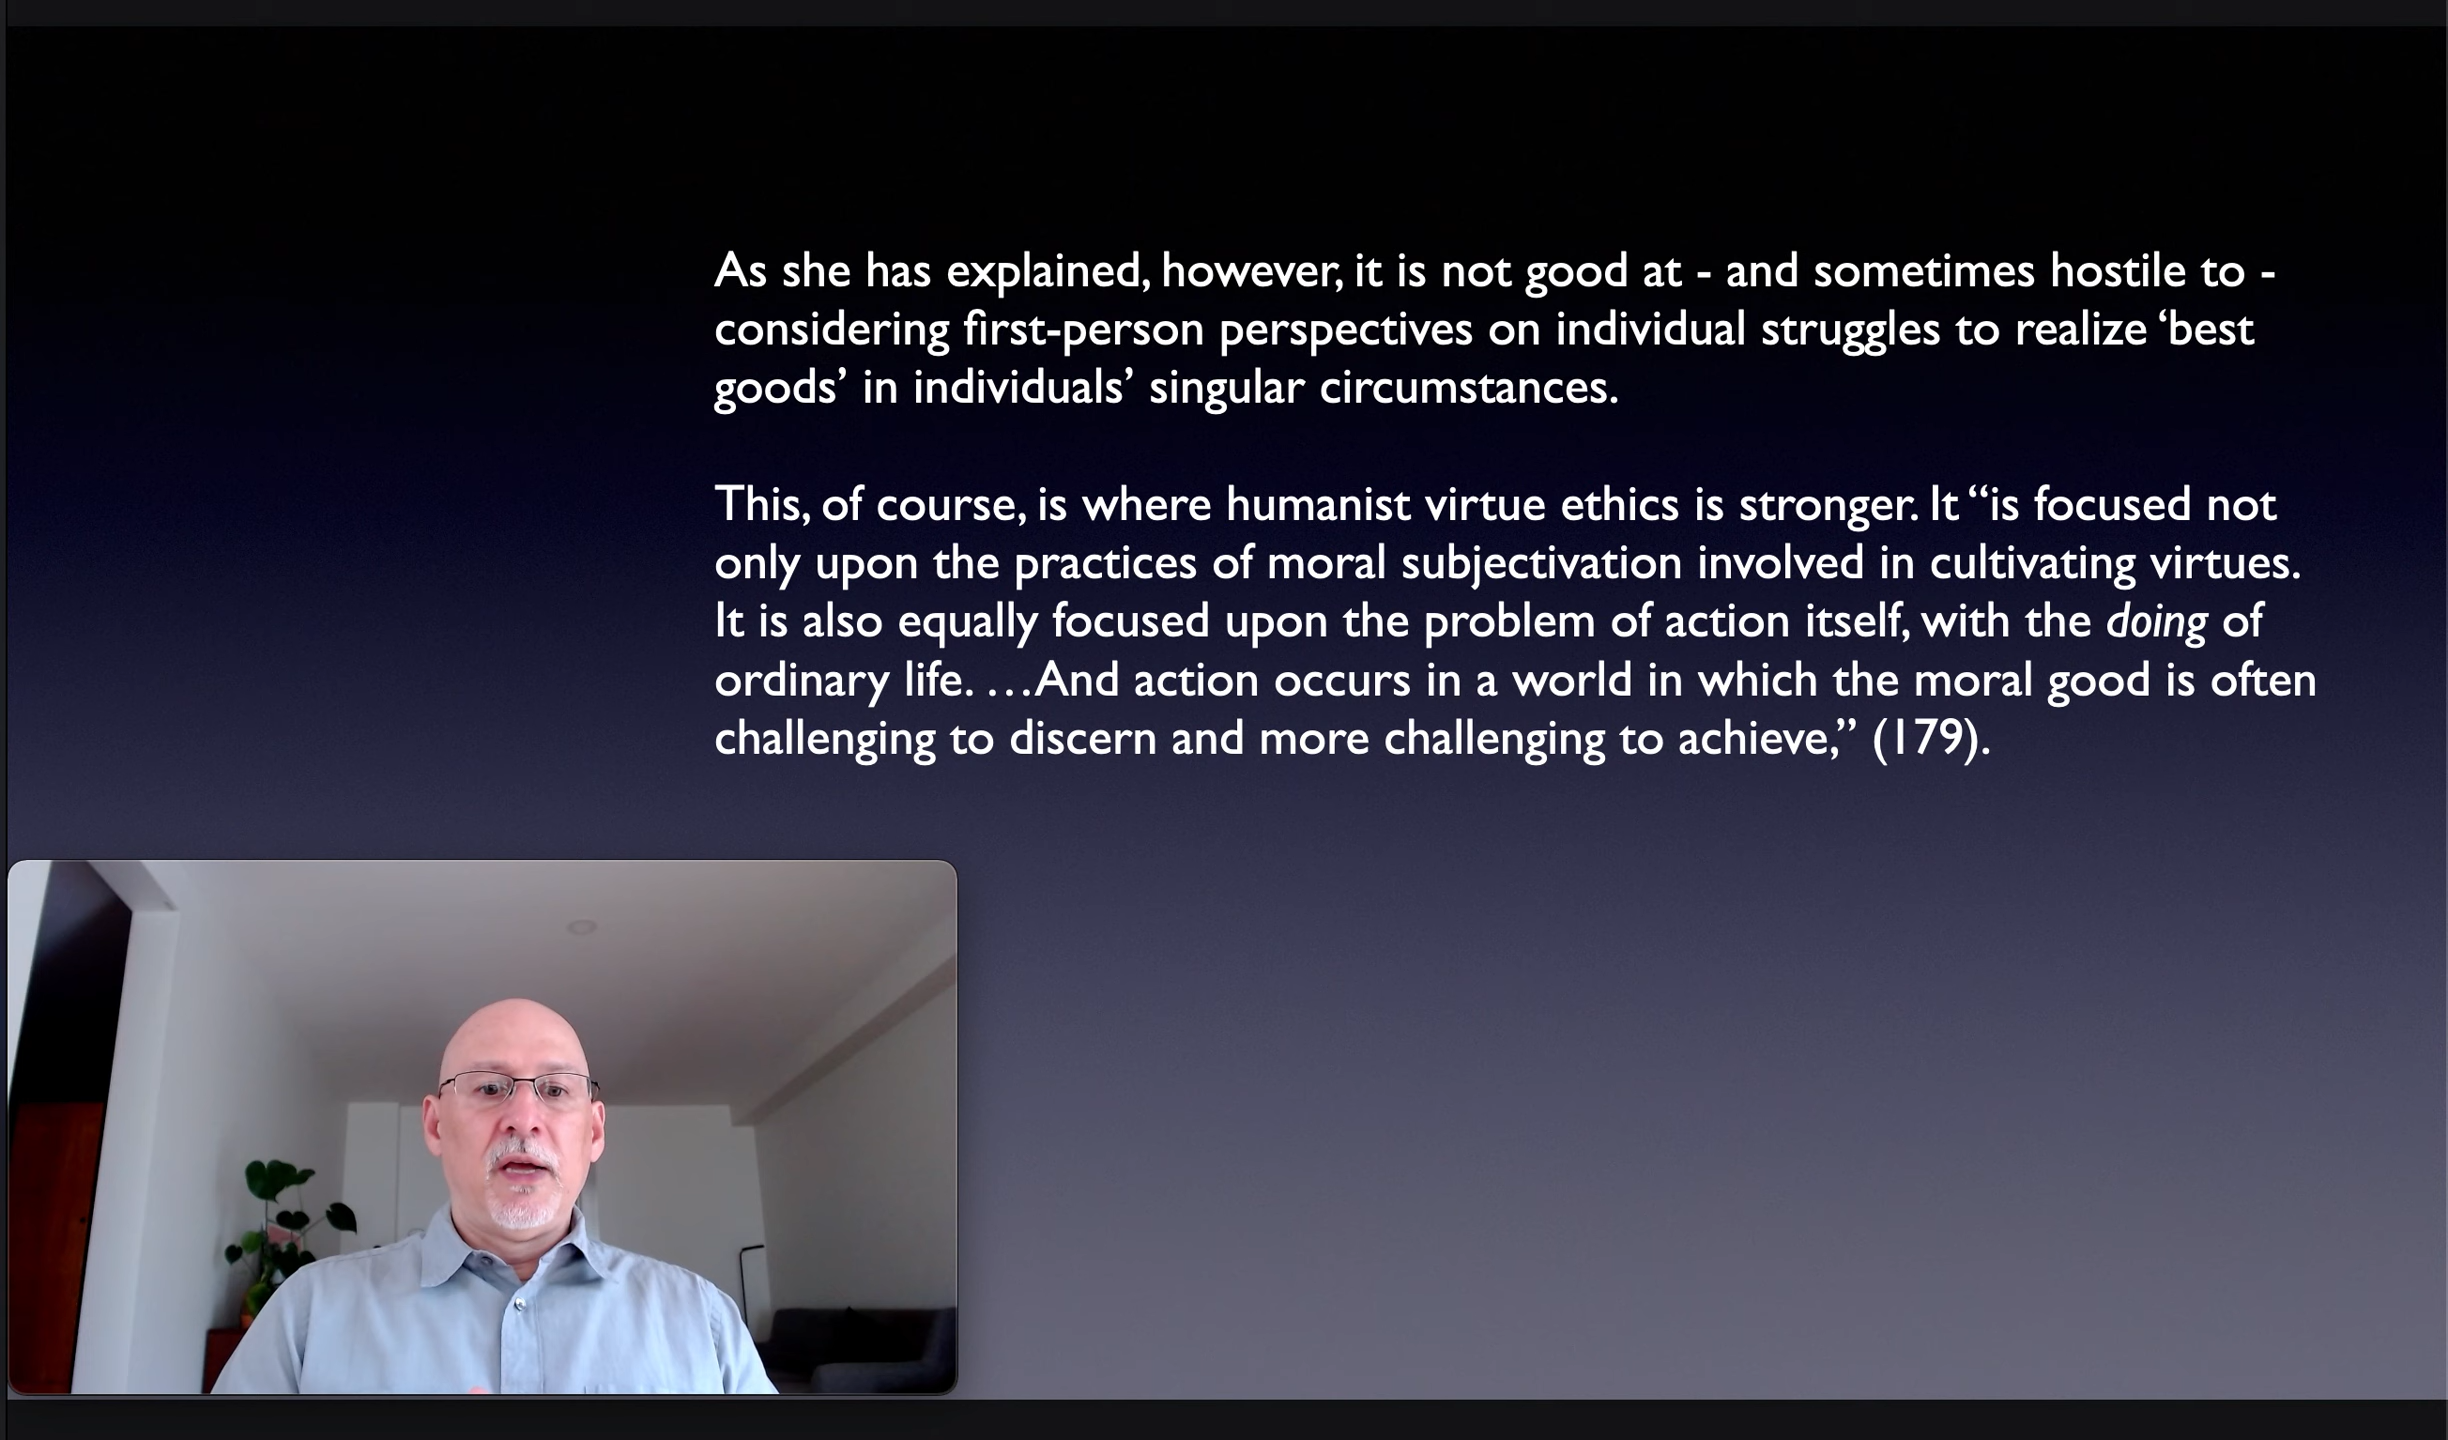 As she has explained, however, it is not good at - and sometimes hostile to -
considering first-person perspectives on individual struggles to realize ‘best
goods’ in individuals’ singular circumstances.
This, of course, is where humanist virtue ethics is stronger. It “is focused not
only upon the practices of moral subjectivation involved in cultivating virtues.
It is also equally focused upon the problem of action itself, with the doing of
ordinary life. …And action occurs in a world in which the moral good is often
challenging to discern and more challenging to achieve,” (179).